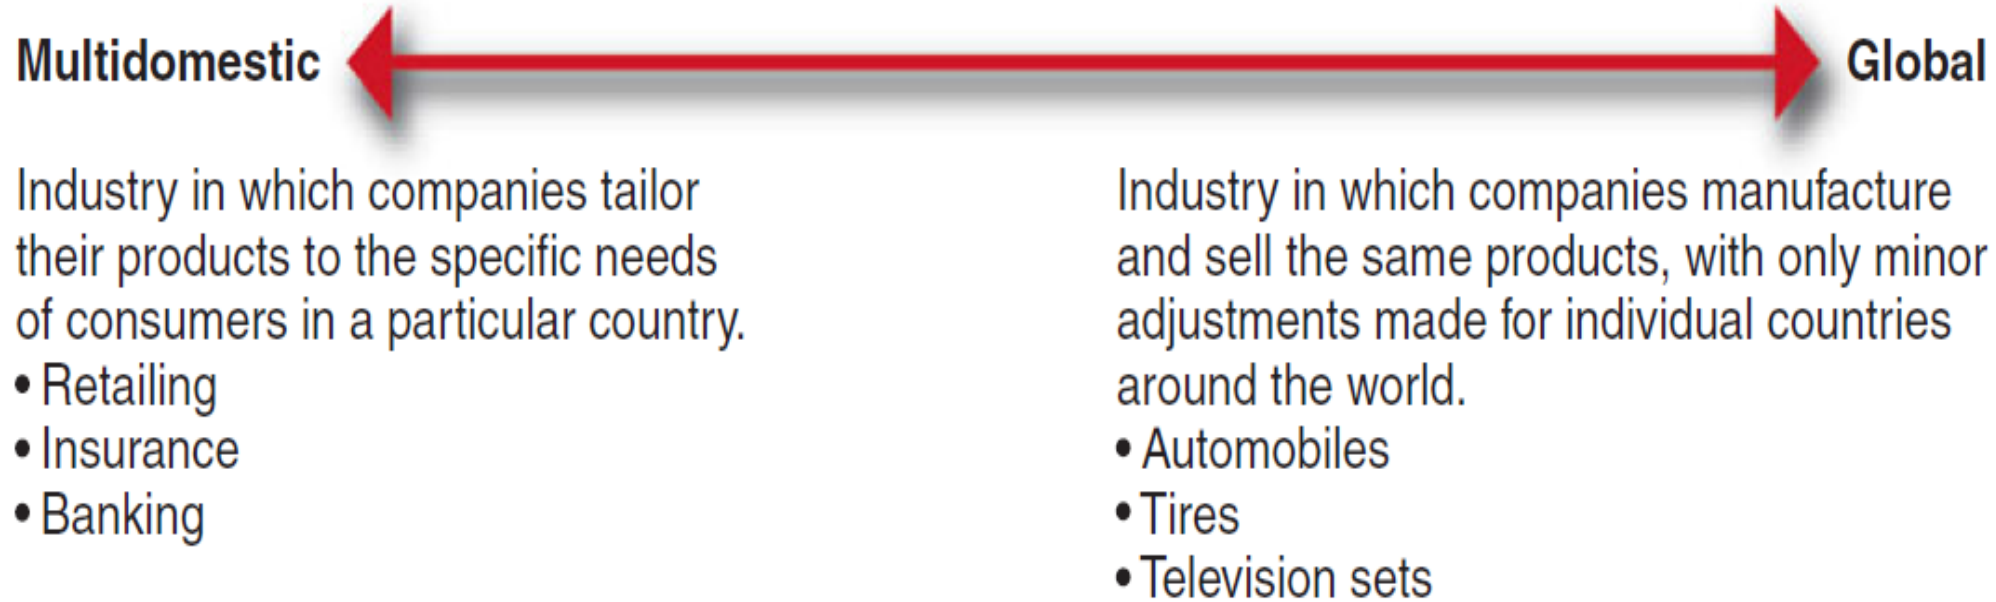 Multidomestic
Global
Industry in which companies tailor
their products to the specific needs
of consumers in a particular country.
• Retailing
• Insurance
• Banking
Industry in which companies manufacture
and sell the same products, with only minor
adjustments made for individual countries
around the world.
• Automobiles
• Tires
• Television sets